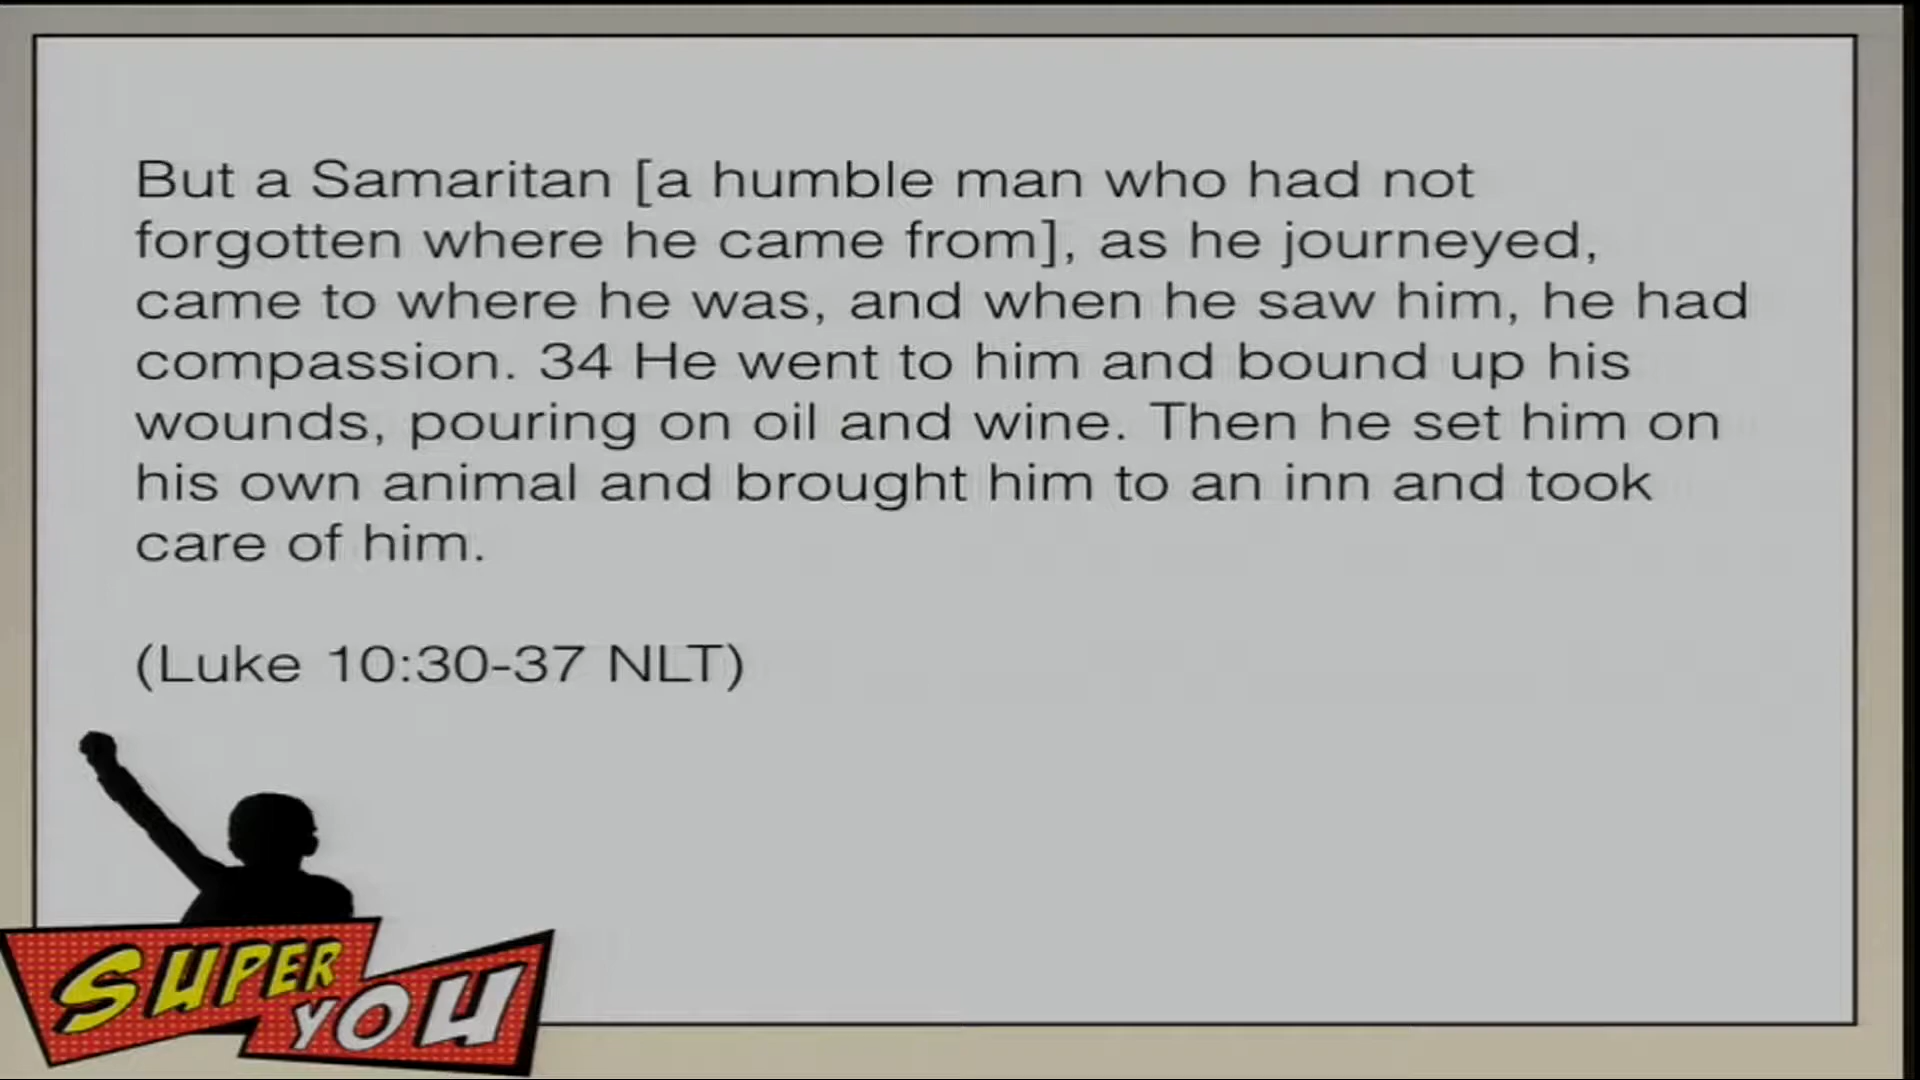 But a Samaritan [a humble man who had not
forgotten where he came from], as he journeyed,
came to where he was, and when he saw him, he had
compassion. 34 He went to him and bound up his
wounds, pouring on oil and wine. Then he set him on
his own animal and brought him to an inn and took
care of him.
(Luke 10:30-37 NLT)
SUPER
YOU